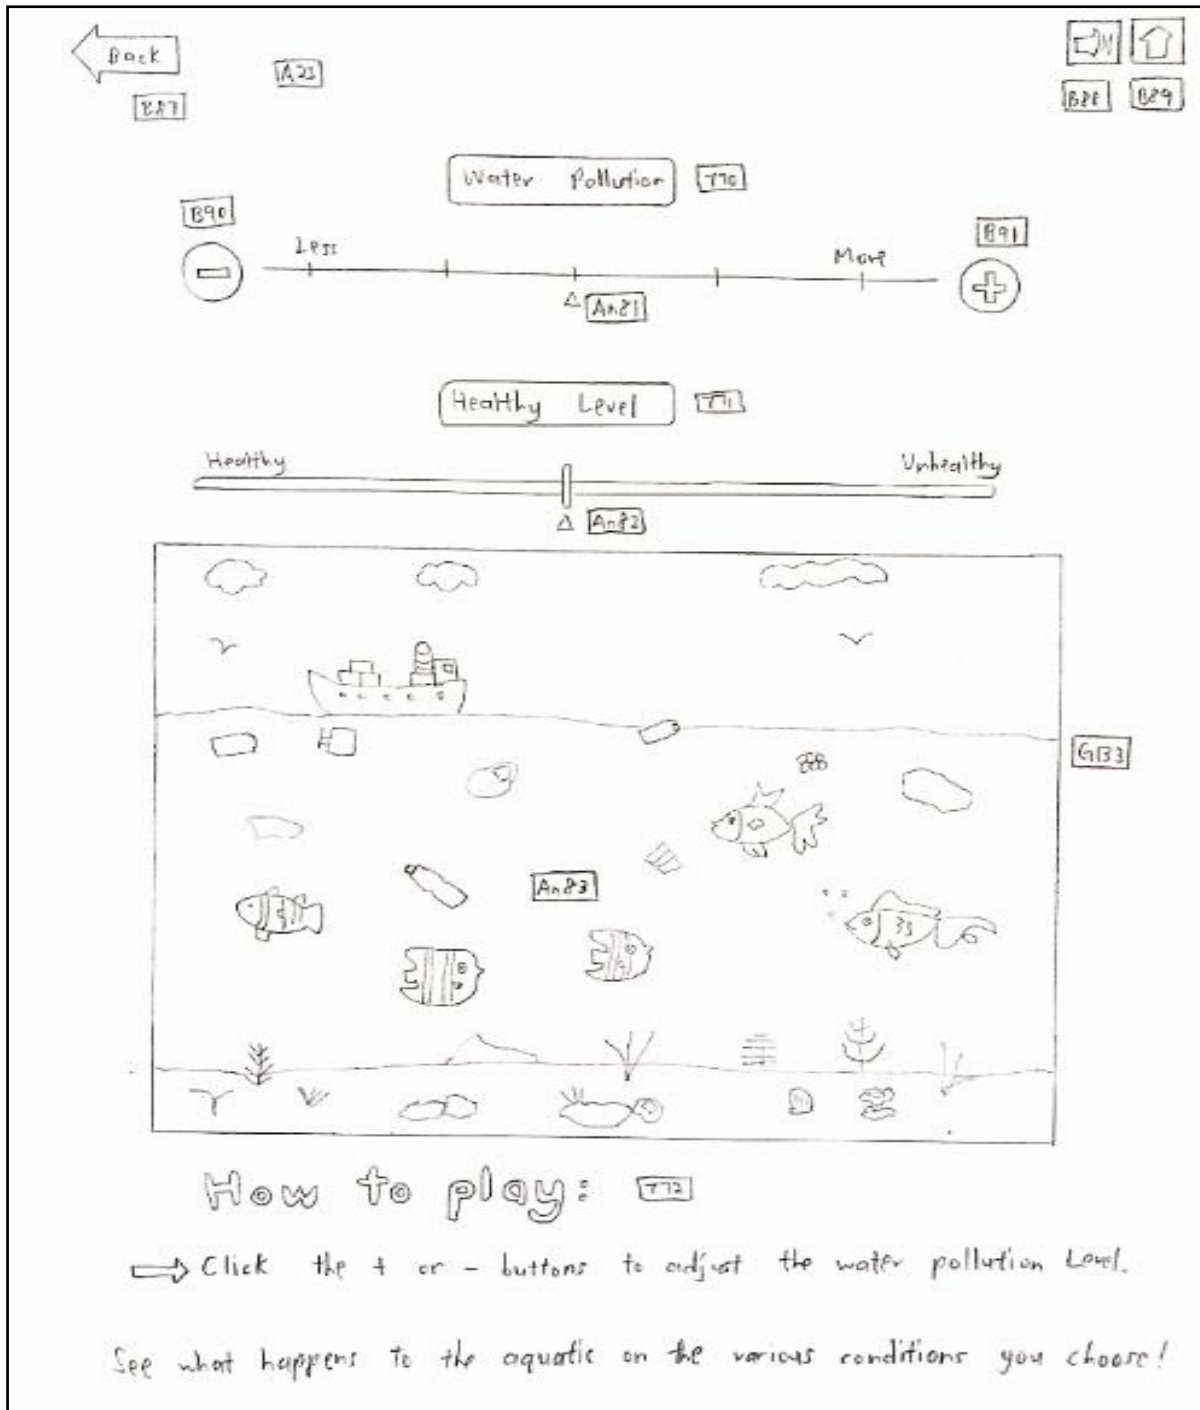 Back
A23
B87
B88 B89
Water Pollution T70
B90
B91
Less
More
An81
Healthy Level T71
Healthy
Unhealthy
An82
GB3
An83
How to play: T72
Click the + or - buttons to adjust the water pollution Level.
See what happens to the aquatic on the various conditions you choose!